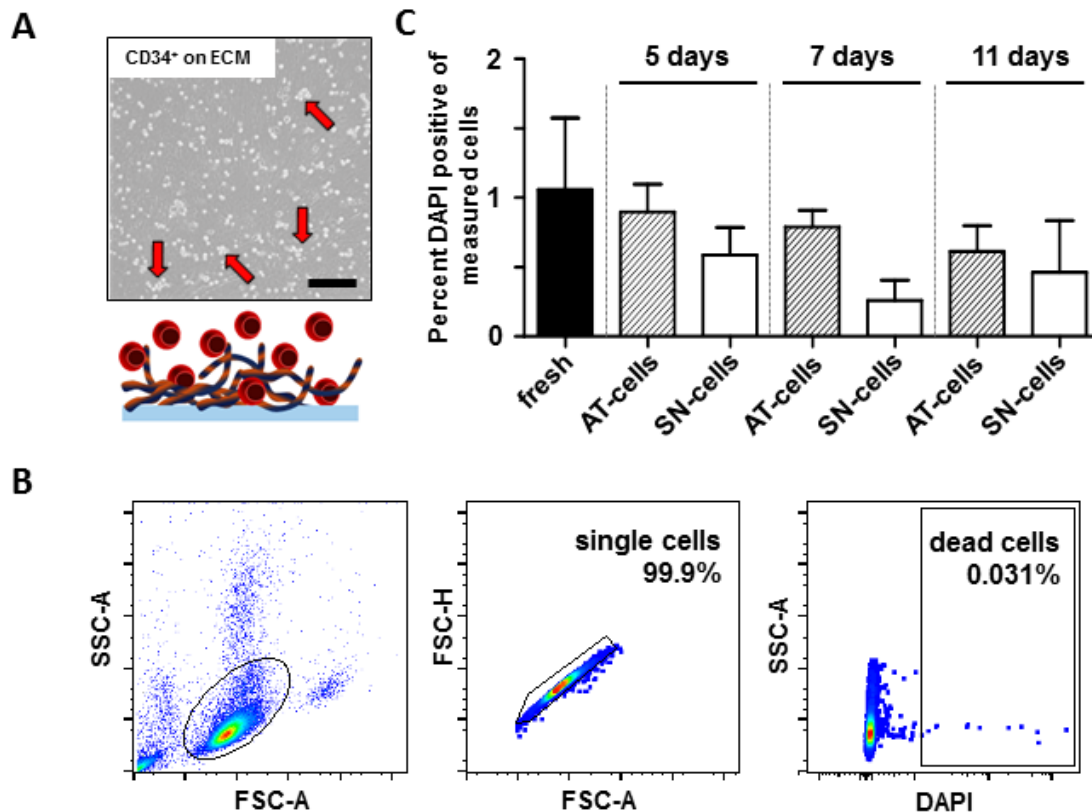 A
CD34⁺ on ECM
C
Percent DAPI positive of
measured cells
2
1
0
5 days
7 days
11 days
fresh
AT-cells
SN-cells
AT-cells
SN-cells
AT-cells
SN-cells
B
SSC-A
FSC-A
FSC-H
single cells
99.9%
FSC-A
SSC-A
dead cells
0.031%
DAPI